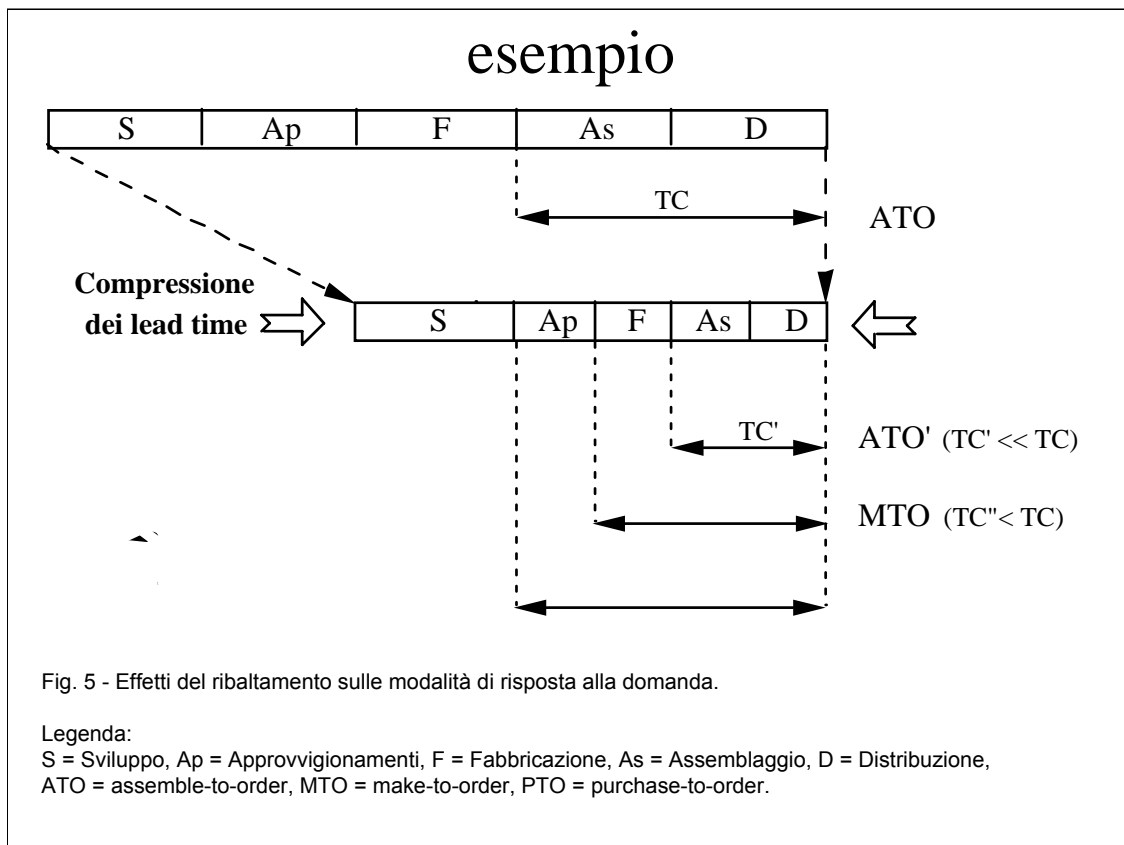 esempio
S Ap F As D
TC
ATO
Compressione
dei lead time
S Ap F As D
TC'
ATO' (TC' << TC)
MTO (TC"< TC)
Fig. 5 - Effetti del ribaltamento sulle modalità di risposta alla domanda.
Legenda:
S = Sviluppo, Ap = Approvvigionamenti, F = Fabbricazione, As = Assemblaggio, D = Distribuzione,
ATO = assemble-to-order, MTO = make-to-order, PTO = purchase-to-order.